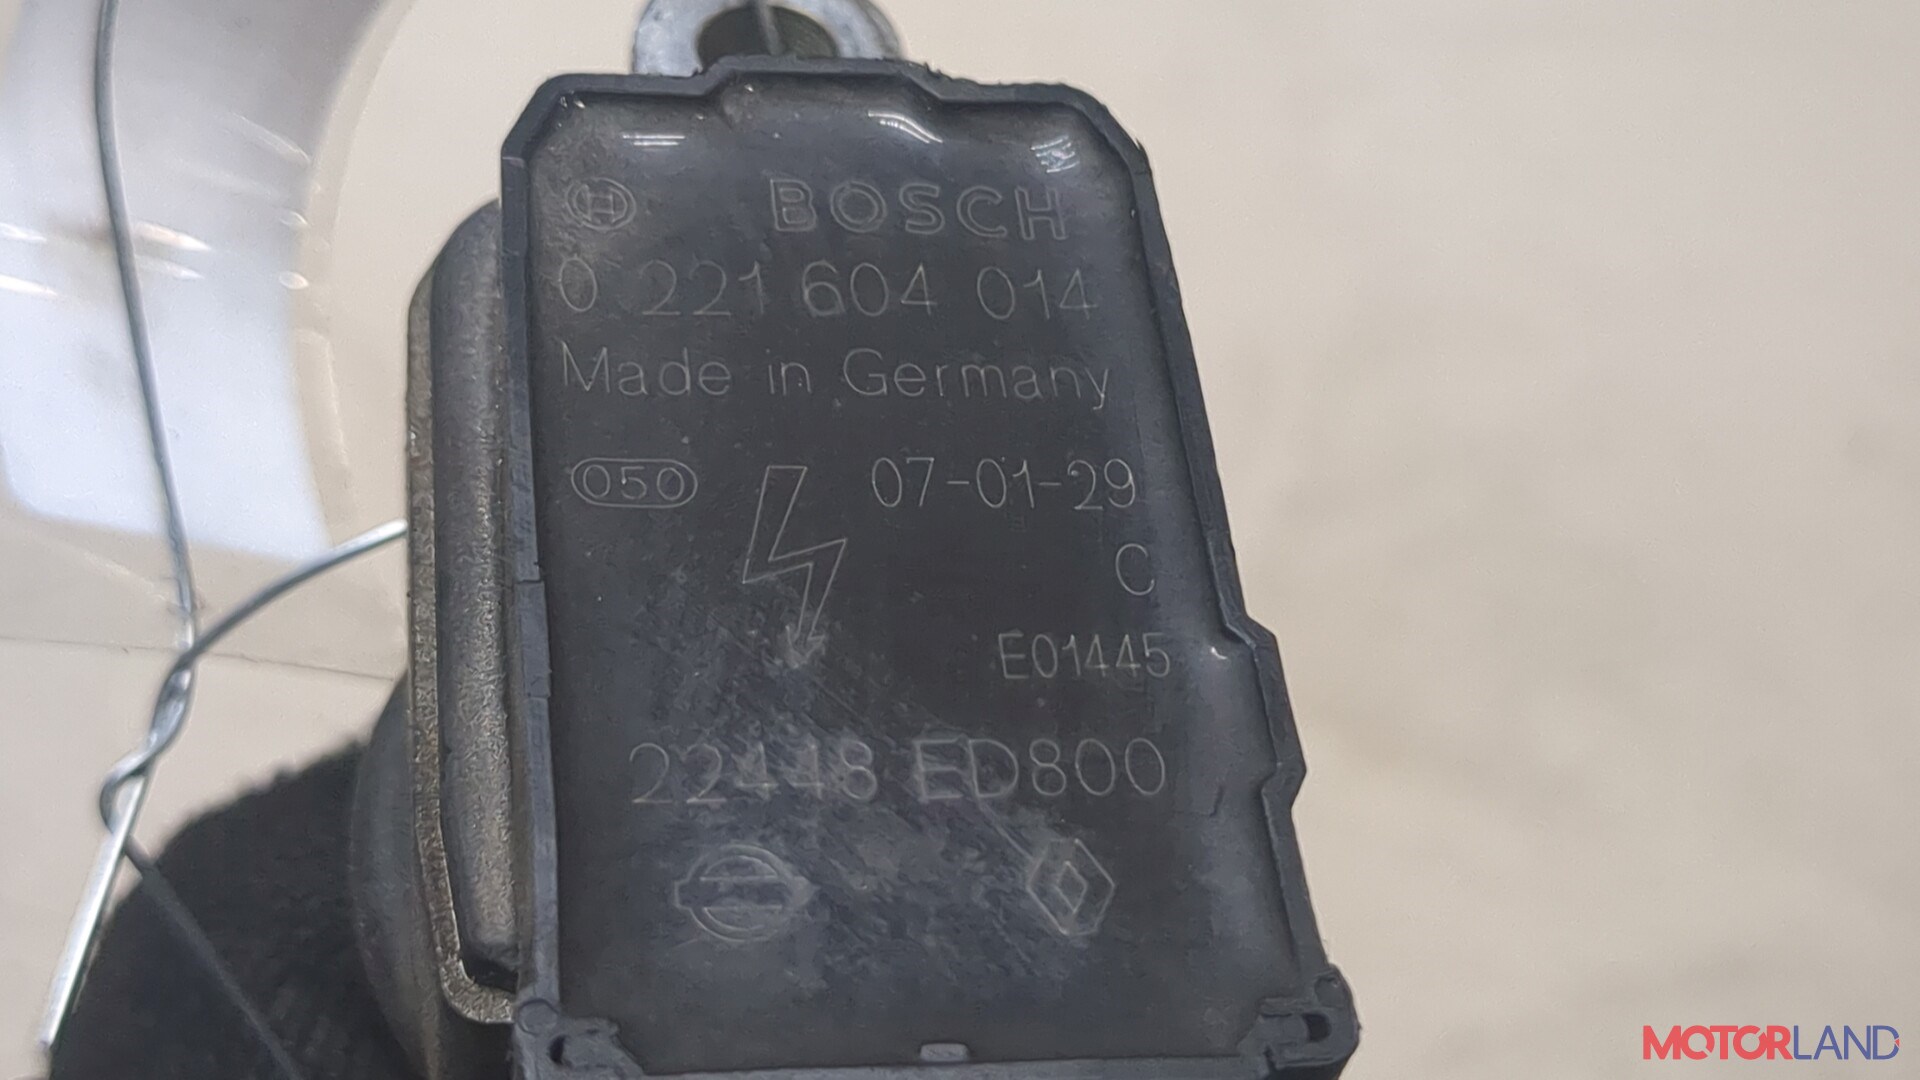 BOSCH
0 221 604 014
Made in Germany
050 07-01-29
C
E01445
22448 ED800
MOTORLAND